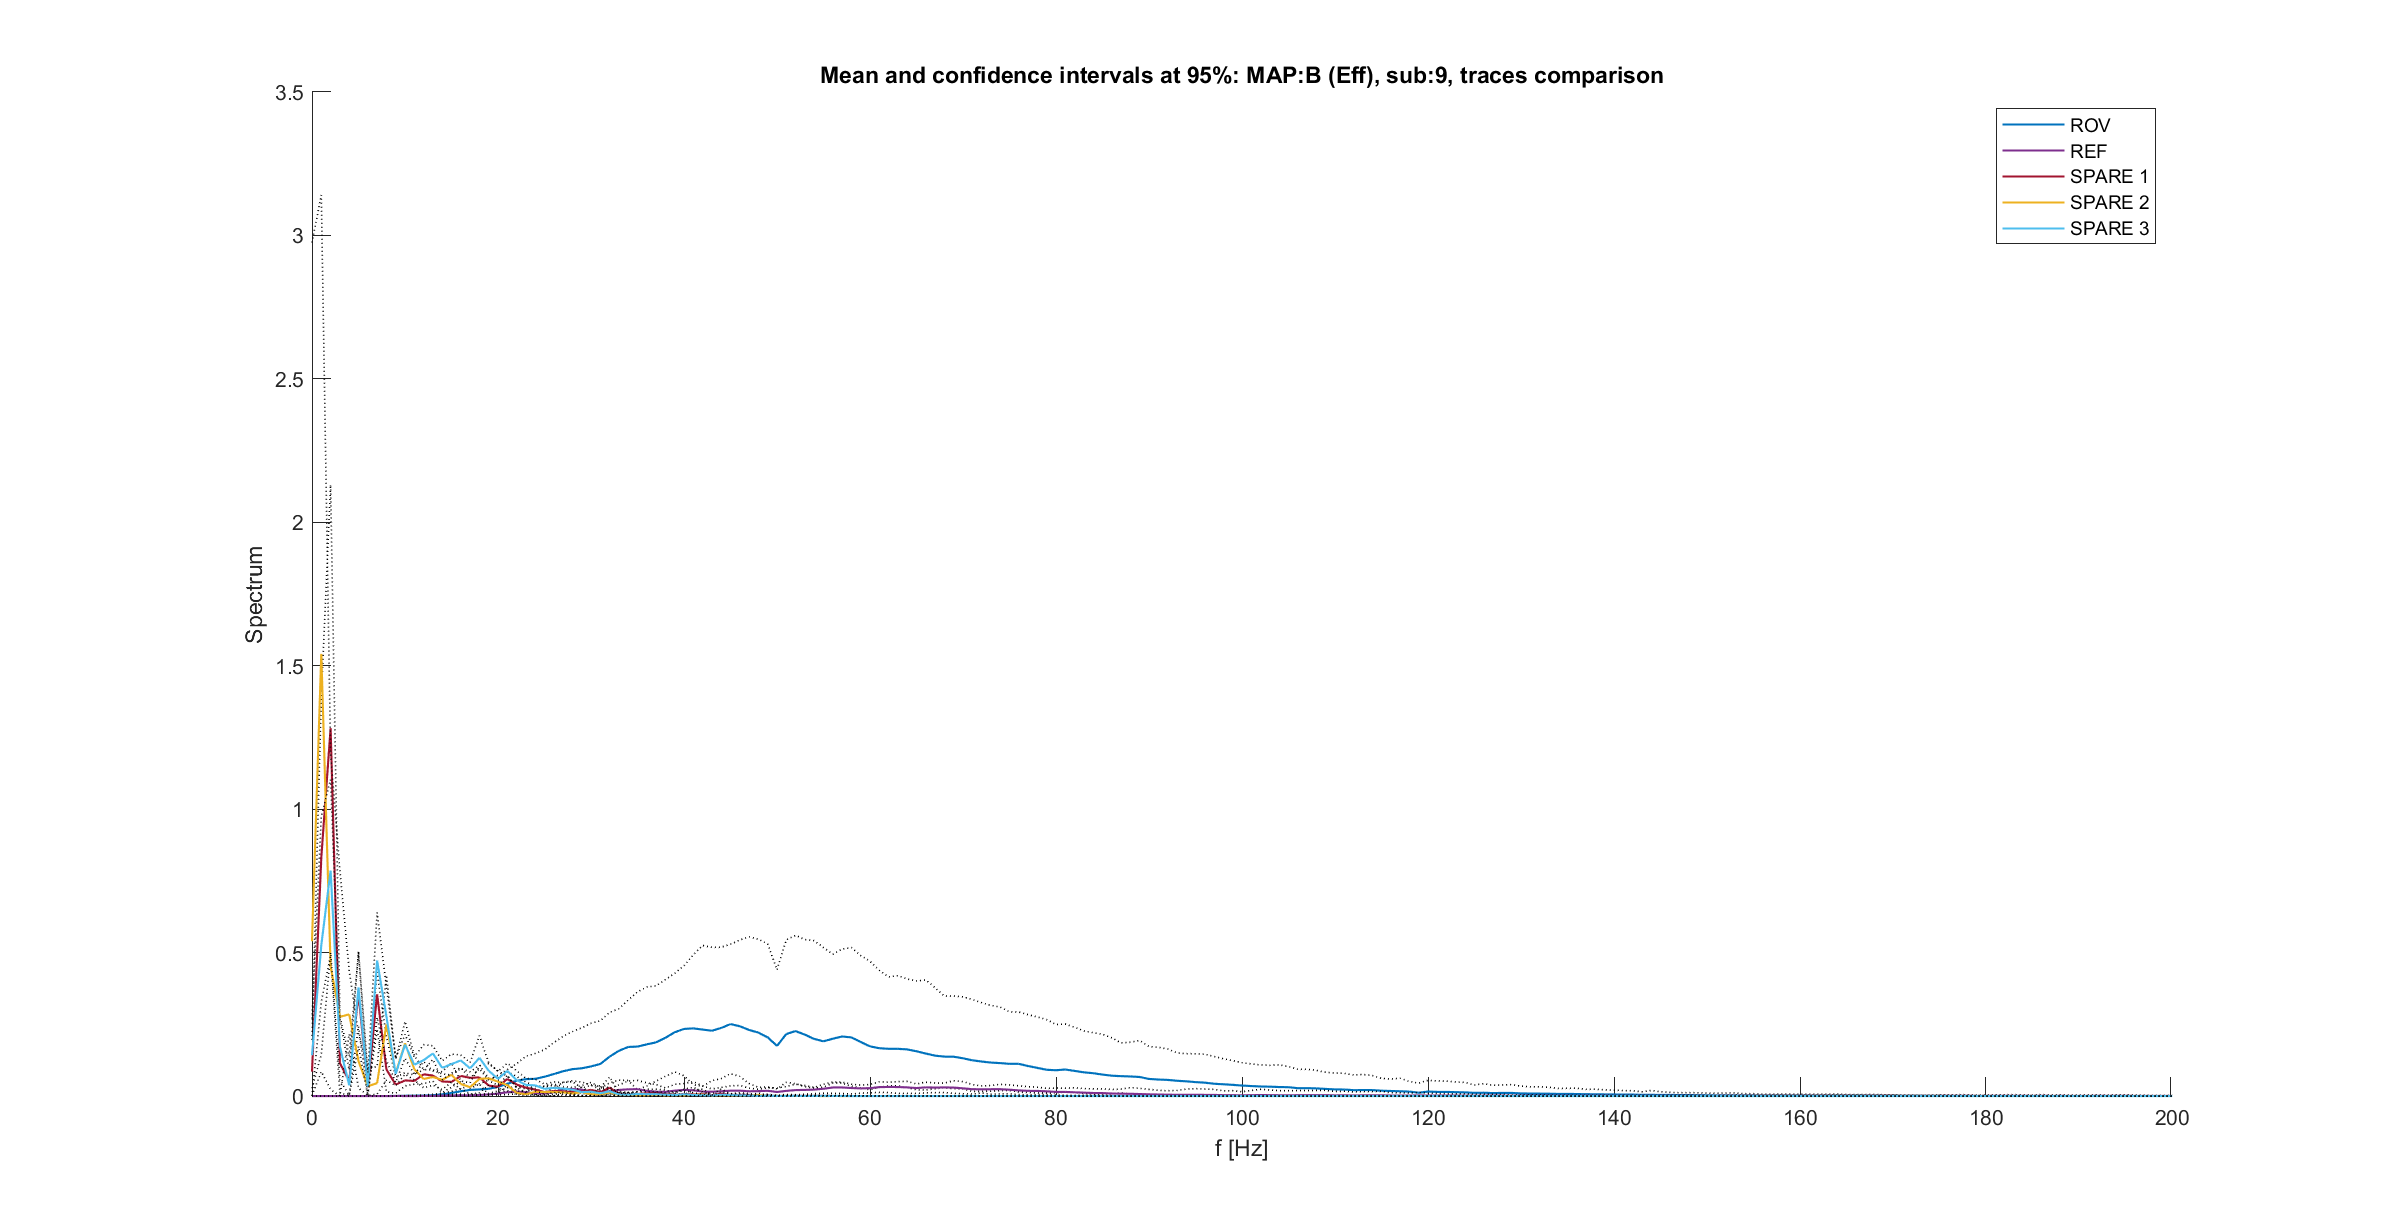 Mean and confidence intervals at 95%: MAP:B (Eff), sub:9, traces comparison
3.5
3
2.5
2
1.5
1
0.5
0
Spectrum
ROV
REF
SPARE 1
SPARE 2
SPARE 3
0 20 40 60 80 100 120 140 160 180 200
f [Hz]